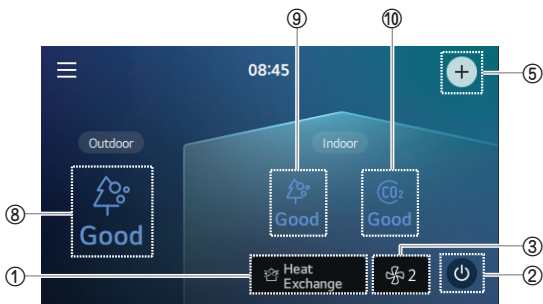 ⑨ ⑩
08:45
⑤
Outdoor Indoor
CO2
⑧ Good Good Good
③
① Heat
Exchange 2 ②